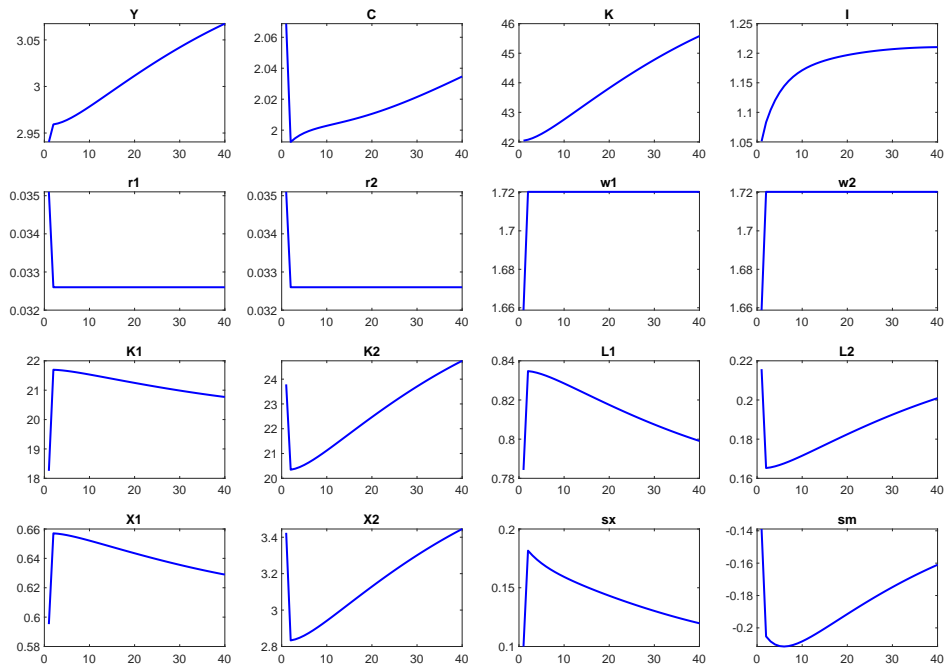 Y C K I
3.05 3 2.95
0 10 20 30 40
2.06 2.04 2.02 2
0 10 20 30 40
46 45 44 43 42
0 10 20 30 40
1.25 1.2 1.15 1.1 1.05
0 10 20 30 40
r1 r2 w1 w2
0.035 0.034 0.033 0.032
0 10 20 30 40
0.035 0.034 0.033 0.032
0 10 20 30 40
1.72 1.7 1.68 1.66
0 10 20 30 40
1.72 1.7 1.68 1.66
0 10 20 30 40
K1 K2 L1 L2
22 21 20 19 18
0 10 20 30 40
24 23 22 21 20
0 10 20 30 40
0.84 0.82 0.8 0.78
0 10 20 30 40
0.22 0.2 0.18 0.16
0 10 20 30 40
X1 X2 sx sm
0.66 0.64 0.62 0.6 0.58
0 10 20 30 40
3.4 3.2 3 2.8
0 10 20 30 40
0.2 0.15 0.1
0 10 20 30 40
-0.14 -0.16 -0.18 -0.2
0 10 20 30 40